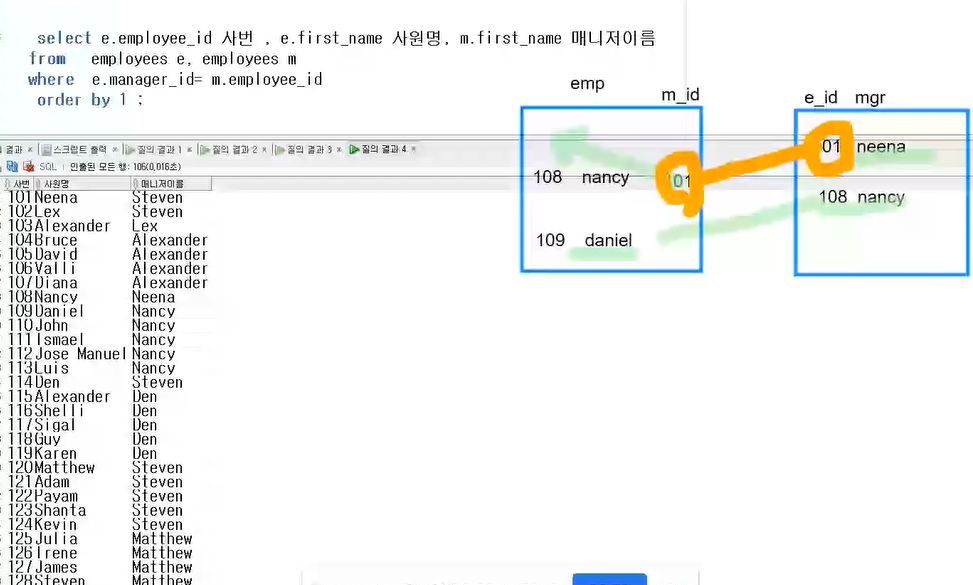 select e.employee_id 사번 , e.first_name 사원명, m.first_name 매니저이름
from employees e, employees m
where e.manager_id= m.employee_id
order by 1 ;
emp
m_id
e_id mgr
01 neena
108 nancy 101
108 nancy
109 daniel
결과 × 스크립트 출력 × 질의 결과 1 × 질의 결과 2 × 질의 결과 3 × 질의 결과 4 ×
SQL | 인출된 모든 행: 106(0,016초)
사번 사원명 매니저이름
101 Neena Steven
102 Lex Steven
103 Alexander Lex
104 Bruce Alexander
105 David Alexander
106 Valli Alexander
107 Diana Alexander
108 Nancy Neena
109 Daniel Nancy
110 John Nancy
111 Ismael Nancy
112 Jose Manuel Nancy
113 Luis Nancy
114 Den Steven
115 Alexander Den
116 Shelli Den
117 Sigal Den
118 Guy Den
119 Karen Den
120 Matthew Steven
121 Adam Steven
122 Payam Steven
123 Shanta Steven
124 Kevin Steven
125 Julia Matthew
126 Irene Matthew
127 James Matthew
128 Steven Matthew